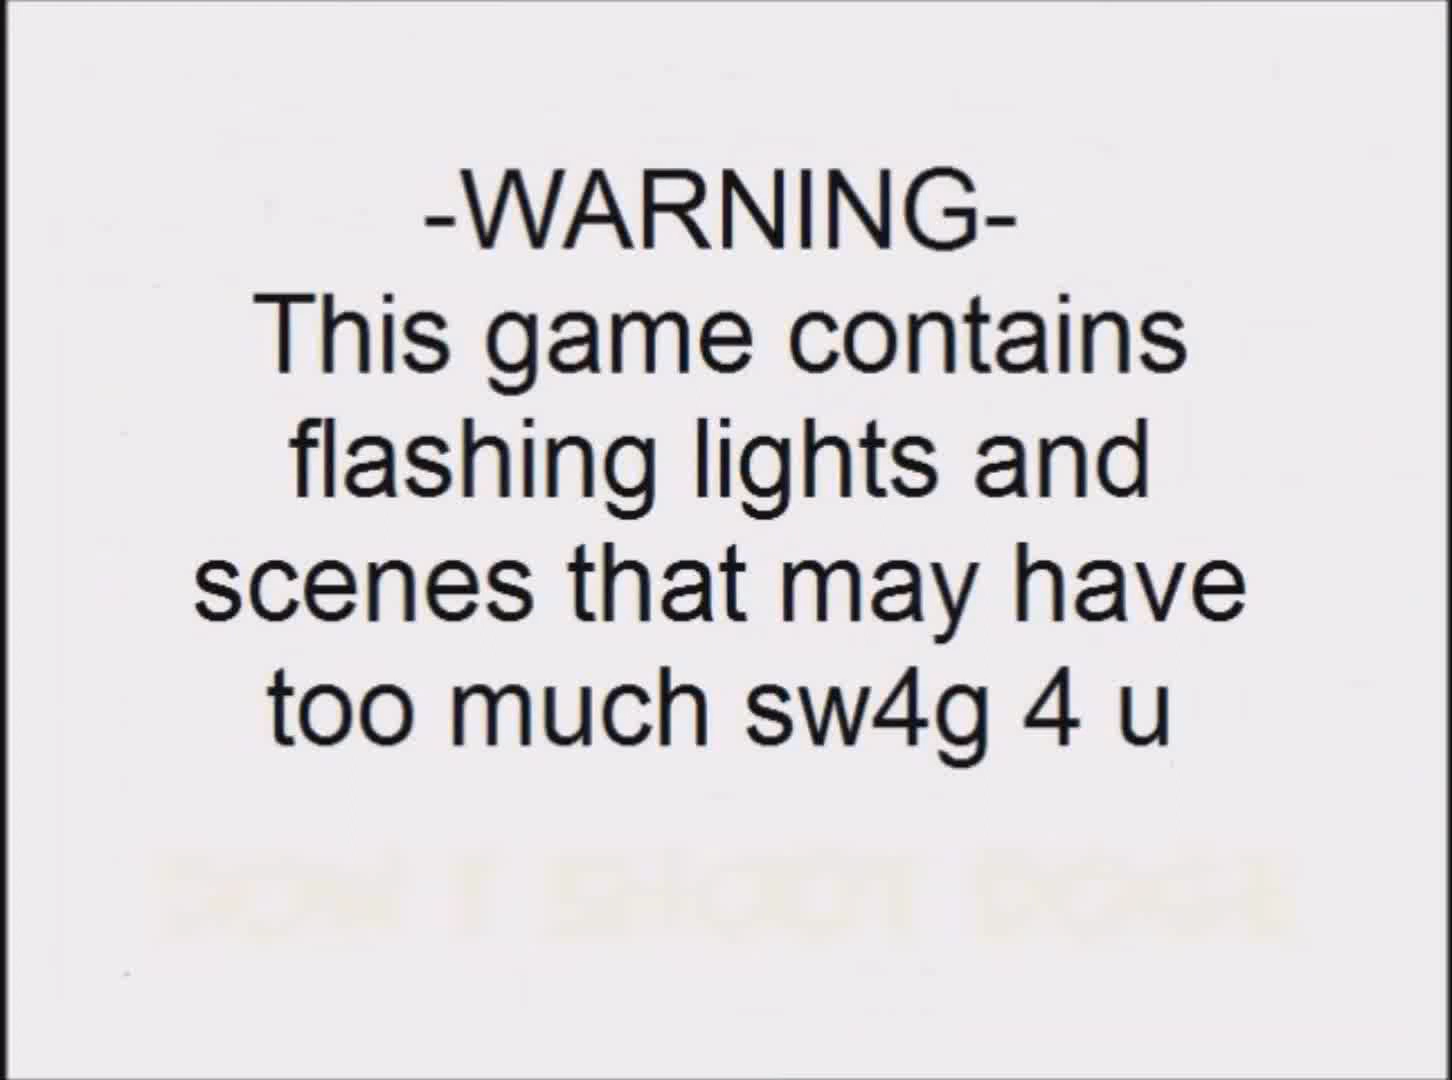 -WARNING-
This game contains
flashing lights and
scenes that may have
too much sw4g 4 u